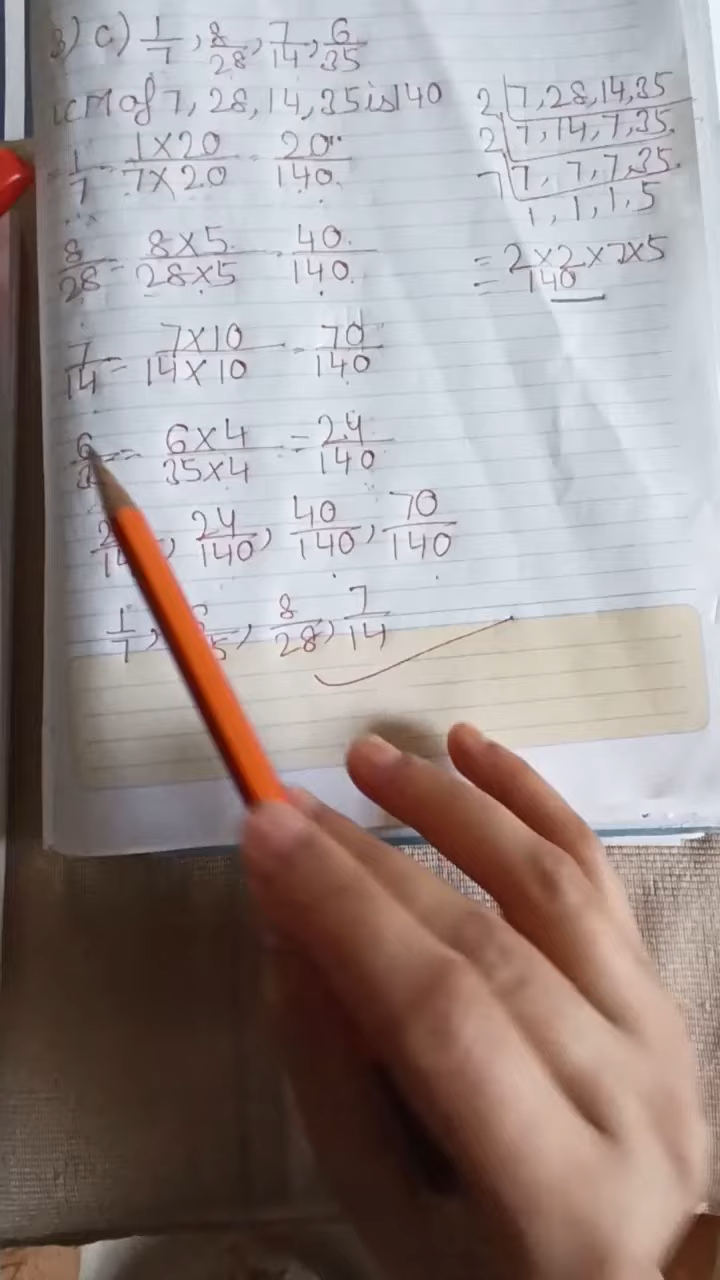 3) c) 1/7, 8/28, 7/14, 6/35
LCM of 7, 28, 14, 35 is 140
1/7 = 1×20/7×20 = 20/140
8/28 = 8×5/28×5 = 40/140
7/14 = 7×10/14×10 = 70/140
6/ = 6×4/35×4 = 24/140
2/14, 24/140, 40/140, 70/140
1/7, 8/28, 7/14
2 | 7, 28, 14, 35
2 | 7, 14, 7, 35
7 | 7, 7, 7, 35
1, 1, 1, 5
= 2×2×7×5
= 140